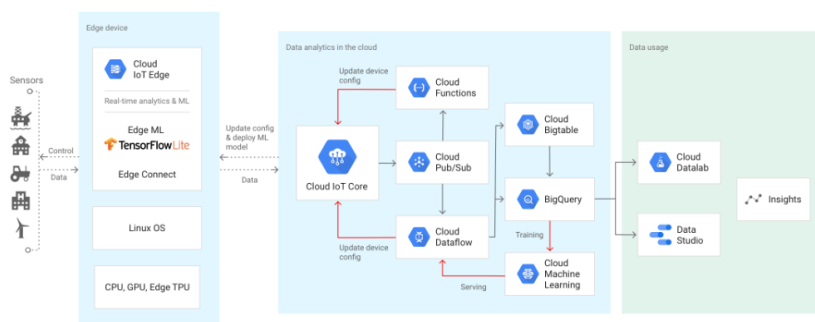 Edge device
Data analytics in the cloud
Data usage
Sensors
Cloud
IoT Edge
Real-time analytics & ML
Edge ML
TensorFlow Lite
Edge Connect
Linux OS
CPU, GPU, Edge TPU
Control
Data
Update config
& deploy ML
model
Data
Update device
config
Cloud
Functions
Cloud IoT Core
Cloud
Pub/Sub
Update device
config
Cloud
Dataflow
Cloud
Bigtable
BigQuery
Training
Cloud
Machine
Learning
Serving
Cloud
Datalab
Data
Studio
Insights